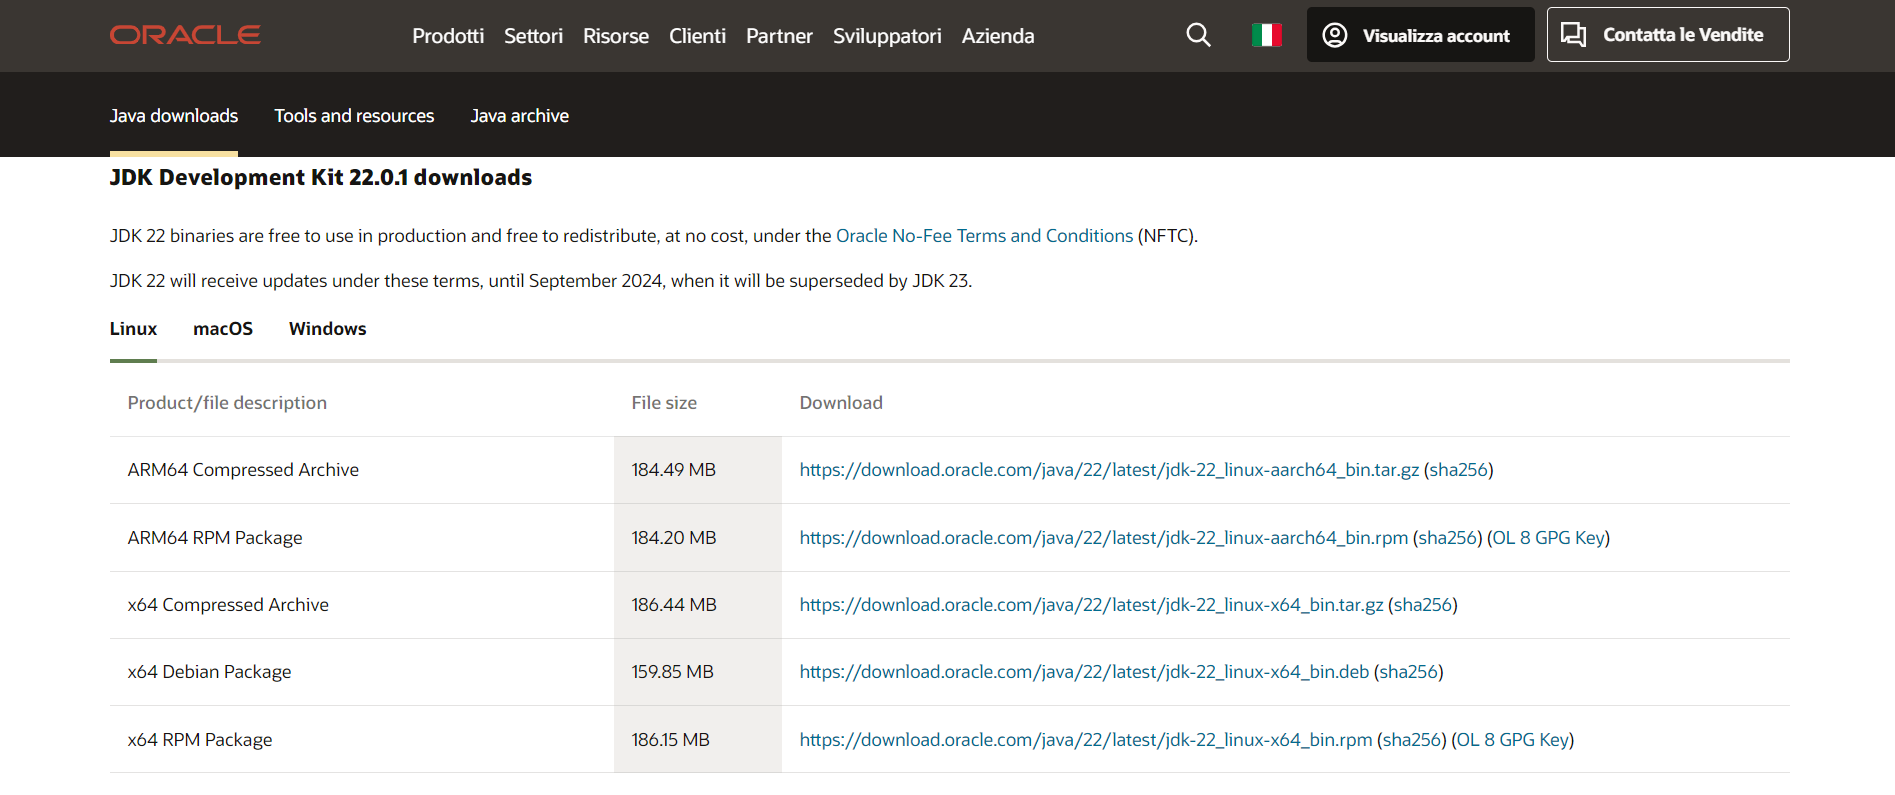 ORACLE Prodotti Settori Risorse Clienti Partner Sviluppatori Azienda Visualizza account Contatta le Vendite
Java downloads Tools and resources Java archive
JDK Development Kit 22.0.1 downloads
JDK 22 binaries are free to use in production and free to redistribute, at no cost, under the Oracle No-Fee Terms and Conditions (NFTC).
JDK 22 will receive updates under these terms, until September 2024, when it will be superseded by JDK 23.
Linux macOS Windows
Product/file description File size Download
ARM64 Compressed Archive 184.49 MB https://download.oracle.com/java/22/latest/jdk-22_linux-aarch64_bin.tar.gz (sha256)
ARM64 RPM Package 184.20 MB https://download.oracle.com/java/22/latest/jdk-22_linux-aarch64_bin.rpm (sha256) (OL 8 GPG Key)
x64 Compressed Archive 186.44 MB https://download.oracle.com/java/22/latest/jdk-22_linux-x64_bin.tar.gz (sha256)
x64 Debian Package 159.85 MB https://download.oracle.com/java/22/latest/jdk-22_linux-x64_bin.deb (sha256)
x64 RPM Package 186.15 MB https://download.oracle.com/java/22/latest/jdk-22_linux-x64_bin.rpm (sha256) (OL 8 GPG Key)